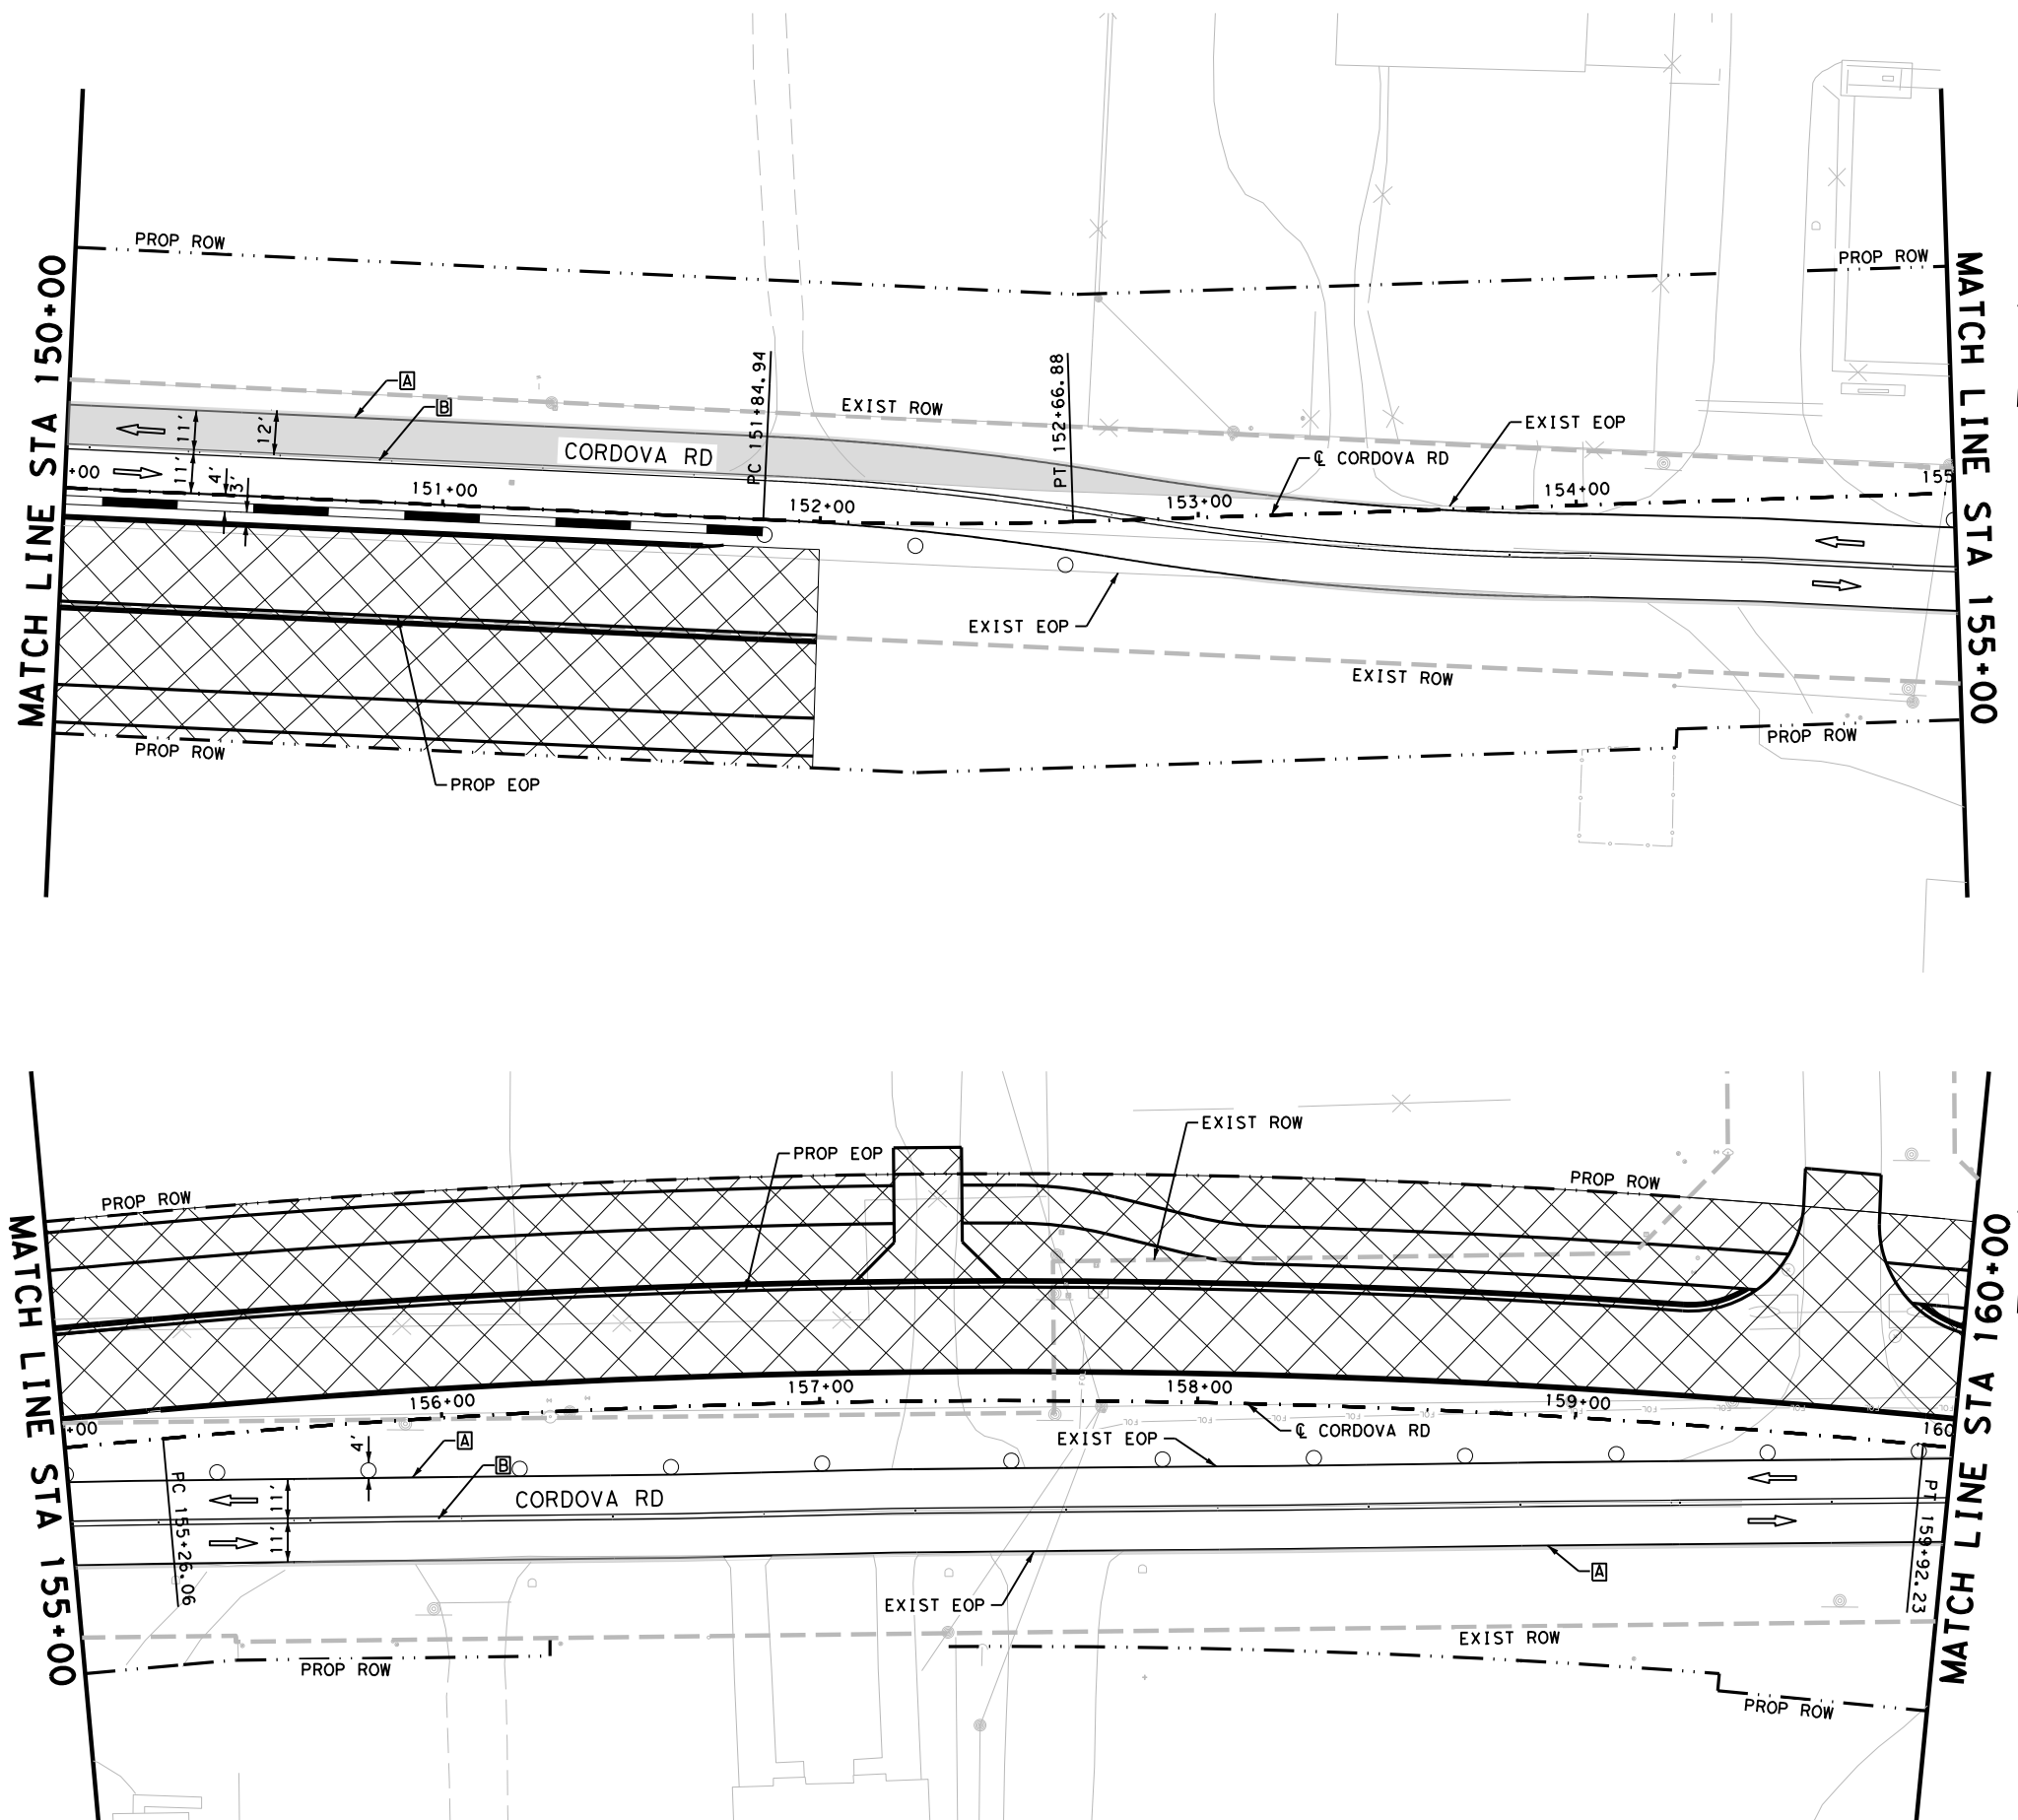 PROP ROW
PROP ROW
MATCH LINE STA 150+00
MATCH LINE STA 155+00
A
B
EXIST ROW
PC 151+84.94
PT 152+66.88
EXIST EOP
11'
12'
CORDOVA RD
℄ CORDOVA RD
+00
11'
4'
3'
151+00
152+00
153+00
154+00
155
EXIST EOP
EXIST ROW
PROP ROW
PROP ROW
PROP EOP
EXIST ROW
PROP EOP
PROP ROW
PROP ROW
MATCH LINE STA 155+00
MATCH LINE STA 160+00
156+00
157+00
158+00
159+00
160
+00
4'
A
EXIST EOP
℄ CORDOVA RD
B
PC 155+26.06
11'
11'
CORDOVA RD
PT 159+92.23
A
EXIST EOP
EXIST ROW
PROP ROW
PROP ROW